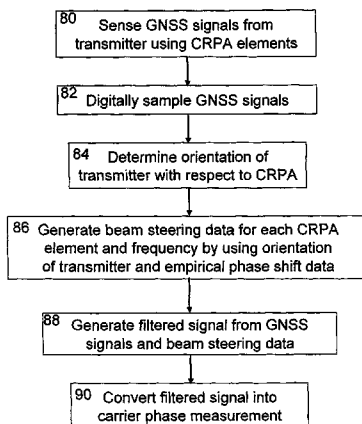 80 Sense GNSS signals from
transmitter using CRPA elements
82
Digitally sample GNSS signals
84 Determine orientation of
transmitter with respect to CRPA
86 Generate beam steering data for each CRPA
element and frequency by using orientation
of transmitter and empirical phase shift data
88
Generate filtered signal from GNSS
signals and beam steering data
90 Convert filtered signal into
carrier phase measurement